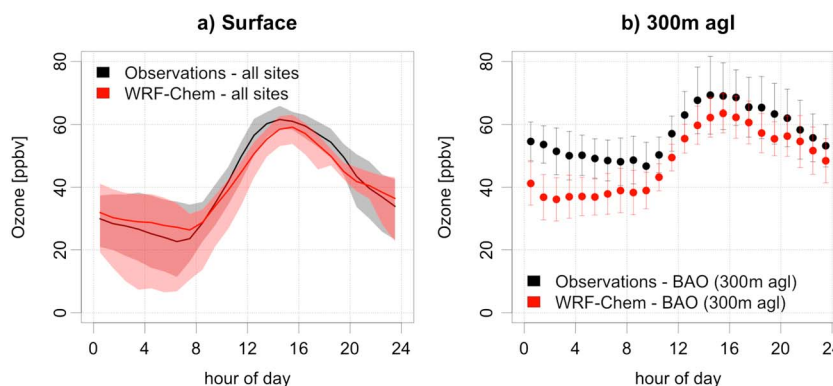 a) Surface
Ozone [ppbv]
80
60
40
20
0
Observations - all sites
WRF-Chem - all sites
0 4 8 12 16 20 24
hour of day
b) 300m agl
Ozone [ppbv]
80
60
40
20
0
Observations - BAO (300m agl)
WRF-Chem - BAO (300m agl)
0 4 8 12 16 20 24
hour of day